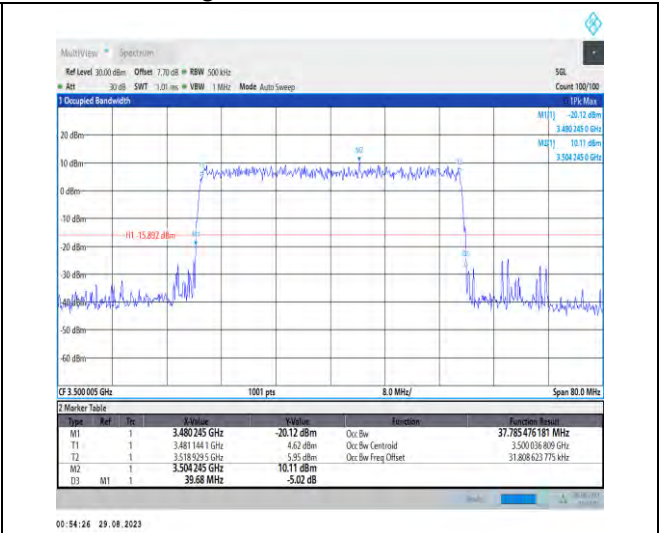 MultiView Spectrum
Ref Level 30.00 dBm Offset 7.70 dB RBW 500 kHz SGL
Att 30 dB SWT 1.01 ms VBW 1 MHz Mode Auto Sweep Count 100/100
1 Occupied Bandwidth 1Pk Max
M1[1] -20.12 dBm
3.480 245 0 GHz
M2[1] 10.11 dBm
3.504 245 0 GHz
20 dBm
10 dBm
0 dBm
-10 dBm
H1 -15.892 dBm
-20 dBm
-30 dBm
-40 dBm
-50 dBm
-60 dBm
CF 3.500 005 GHz 1001 pts 8.0 MHz/ Span 80.0 MHz
2 Marker Table
Type Ref Trc X-Value Y-Value Function Function Result
M1 1 3.480 245 GHz -20.12 dBm Occ Bw 37.785 476 181 MHz
T1 1 3.481 144 1 GHz 4.62 dBm Occ Bw Centroid 3.500 036 809 GHz
T2 1 3.518 929 5 GHz 5.95 dBm Occ Bw Freq Offset 31.808 623 775 kHz
M2 1 3.504 245 GHz 10.11 dBm
D3 M1 1 39.68 MHz -5.02 dB
00:54:26 29.08.2023